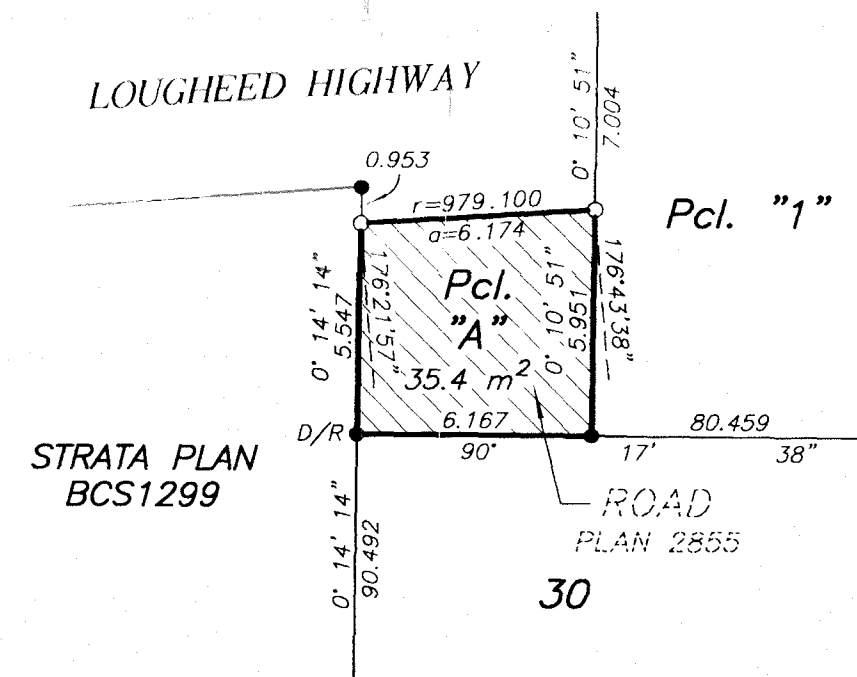 LOUGHEED HIGHWAY
0° 10' 51"
7.004
0.953
r=979.100
a=6.174
Pcl. "1"
0° 14' 14"
5.547
176°21'57"
Pcl.
"A"
35.4 m²
0° 10' 51"
5.951
176°43'38"
D/R
6.167
80.459
90° 17' 38"
STRATA PLAN
BCS1299
ROAD
PLAN 2855
0° 14' 14"
90.492
30